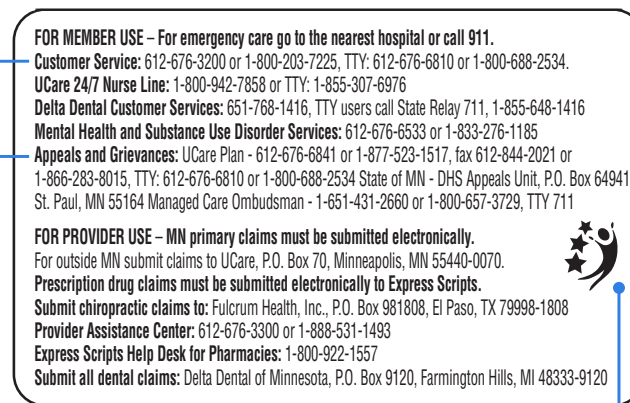 FOR MEMBER USE – For emergency care go to the nearest hospital or call 911.
Customer Service: 612-676-3200 or 1-800-203-7225, TTY: 612-676-6810 or 1-800-688-2534.
UCare 24/7 Nurse Line: 1-800-942-7858 or TTY: 1-855-307-6976
Delta Dental Customer Services: 651-768-1416, TTY users call State Relay 711, 1-855-648-1416
Mental Health and Substance Use Disorder Services: 612-676-6533 or 1-833-276-1185
Appeals and Grievances: UCare Plan - 612-676-6841 or 1-877-523-1517, fax 612-844-2021 or
1-866-283-8015, TTY: 612-676-6810 or 1-800-688-2534 State of MN - DHS Appeals Unit, P.O. Box 64941
St. Paul, MN 55164 Managed Care Ombudsman - 1-651-431-2660 or 1-800-657-3729, TTY 711
FOR PROVIDER USE – MN primary claims must be submitted electronically.
For outside MN submit claims to UCare, P.O. Box 70, Minneapolis, MN 55440-0070.
Prescription drug claims must be submitted electronically to Express Scripts.
Submit chiropractic claims to: Fulcrum Health, Inc., P.O. Box 981808, El Paso, TX 79998-1808
Provider Assistance Center: 612-676-3300 or 1-888-531-1493
Express Scripts Help Desk for Pharmacies: 1-800-922-1557
Submit all dental claims: Delta Dental of Minnesota, P.O. Box 9120, Farmington Hills, MI 48333-9120